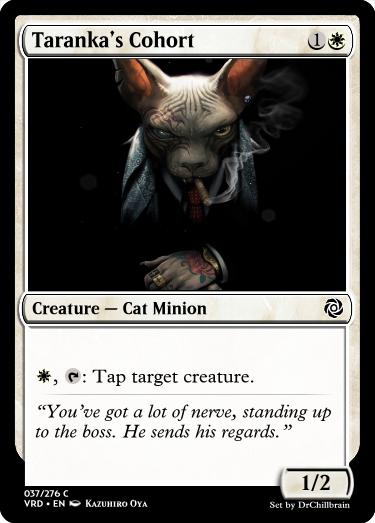 Taranka's Cohort 1
Creature — Cat Minion
, : Tap target creature.
“You’ve got a lot of nerve, standing up
to the boss. He sends his regards.”
1/2
037/276 C
VRD • EN Kazuhiro Oya
Set by DrChillbrain